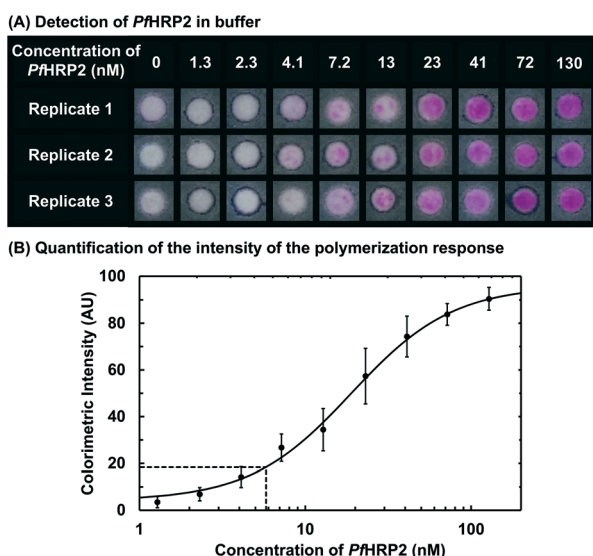 (A) Detection of PfHRP2 in buffer
Concentration of PfHRP2 (nM) 0 1.3 2.3 4.1 7.2 13 23 41 72 130
Replicate 1
Replicate 2
Replicate 3
(B) Quantification of the intensity of the polymerization response
100
80
60
40
20
0
Colorimetric Intensity (AU)
1 10 100
Concentration of PfHRP2 (nM)